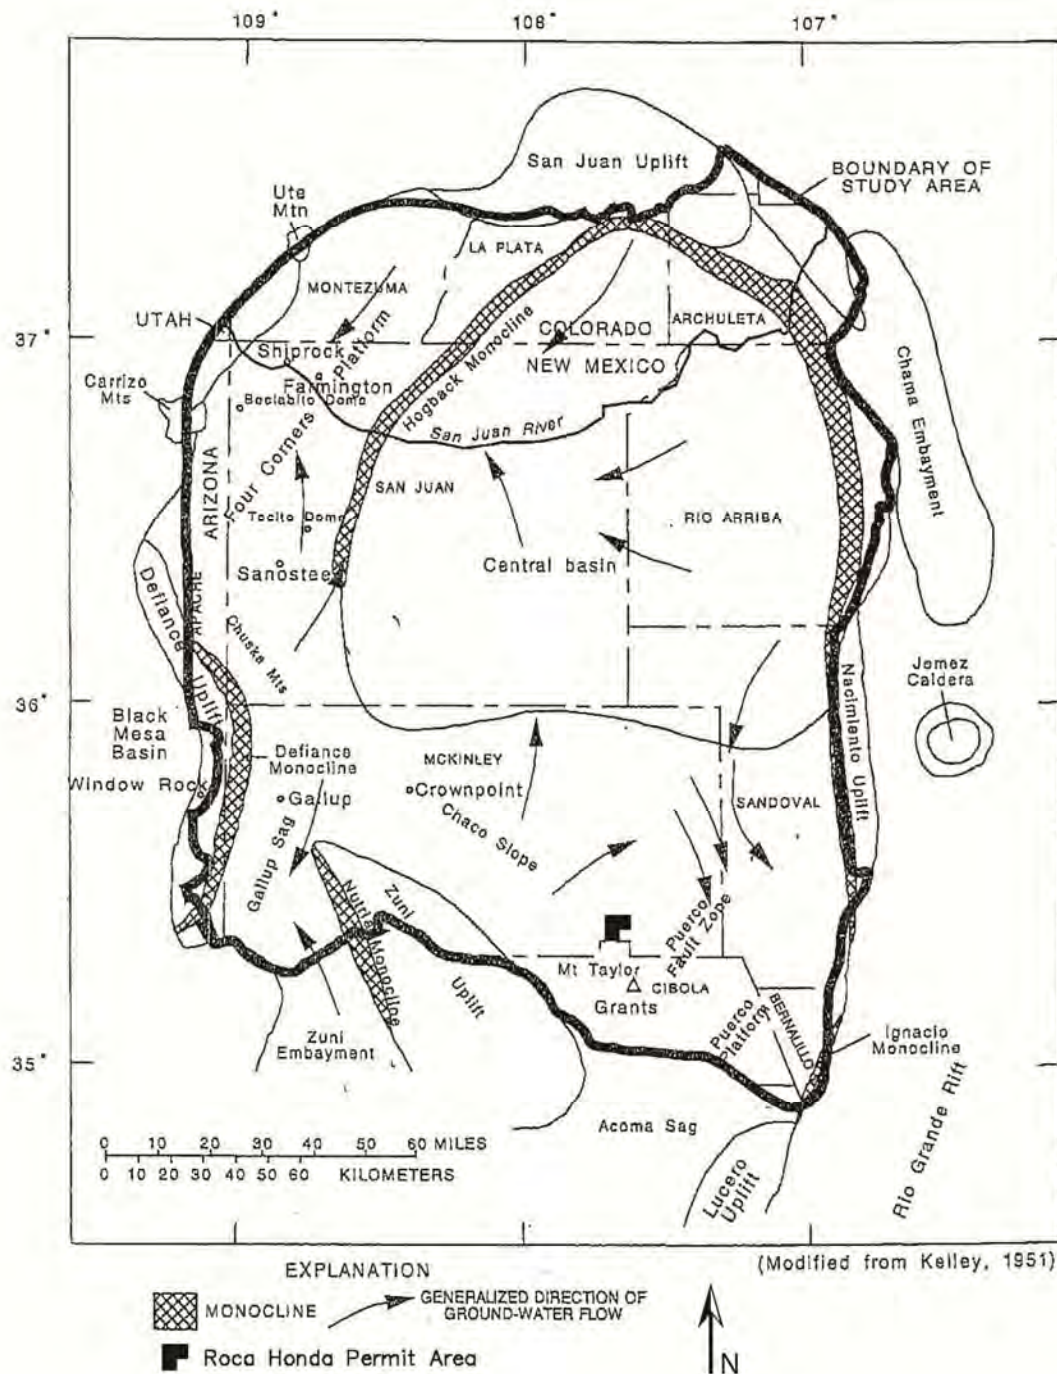 109°
108°
107°
San Juan Uplift
BOUNDARY OF
STUDY AREA
Ute
Mtn
LA PLATA
MONTEZUMA
UTAH
37°
COLORADO
ARCHULETA
Shiprock
NEW MEXICO
Platform
Farmington
Carrizo
Mts
Beclabito Dome
Hogback Monocline
Chama Embayment
San Juan River
Four Corners
ARIZONA
SAN JUAN
RIO ARRIBA
Tocito Dome
Central basin
Sanostee
Defiance
Uplift
APACHE
Chuska Mts
Jemez
Caldera
36°
Nacimiento Uplift
Black
Mesa
Basin
Defiance
Monocline
MCKINLEY
Window Rock
Gallup
Crownpoint
SANDOVAL
Chaco Slope
Gallup Sag
Zuni
Uplift
Nutria Monocline
Puerco
Fault Zone
Mt Taylor
CIBOLA
Grants
BERNALILLO
Puerco
Platform
Zuni
Embayment
Ignacio
Monocline
35°
Acoma Sag
Rio Grande Rift
Lucero
Uplift
0 10 20 30 40 50 60 MILES
0 10 20 30 40 50 60 KILOMETERS
(Modified from Kelley, 1951)
EXPLANATION
MONOCLINE
GENERALIZED DIRECTION OF
GROUND-WATER FLOW
Roca Honda Permit Area
N